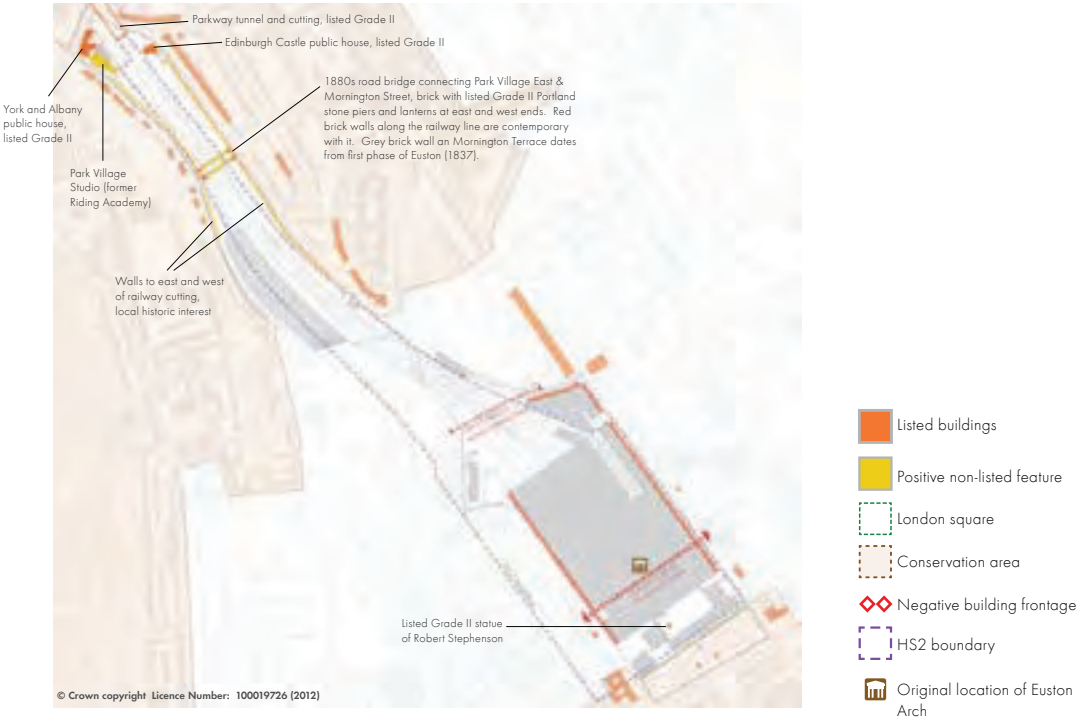 Parkway tunnel and cutting, listed Grade II
Edinburgh Castle public house, listed Grade II
1880s road bridge connecting Park Village East &
Mornington Street, brick with listed Grade II Portland
stone piers and lanterns at east and west ends. Red
brick walls along the railway line are contemporary
with it. Grey brick wall an Mornington Terrace dates
from first phase of Euston (1837).
York and Albany
public house,
listed Grade II
Park Village
Studio (former
Riding Academy)
Walls to east and west
of railway cutting,
local historic interest
Listed Grade II statue
of Robert Stephenson
© Crown copyright Licence Number: 100019726 (2012)
Listed buildings
Positive non-listed feature
London square
Conservation area
Negative building frontage
HS2 boundary
Original location of Euston
Arch